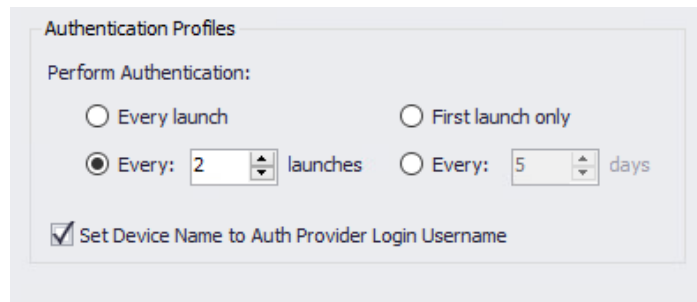 Authentication Profiles
Perform Authentication:
Every launch
First launch only
Every: 2 launches
Every: 5 days
Set Device Name to Auth Provider Login Username